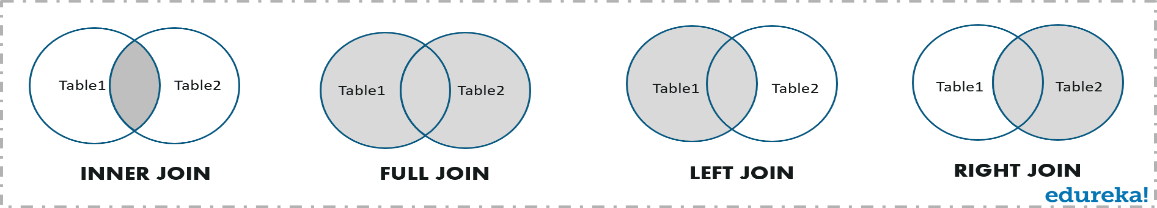 Table1 Table2
INNER JOIN
Table1 Table2
FULL JOIN
Table1 Table2
LEFT JOIN
Table1 Table2
RIGHT JOIN
edureka!